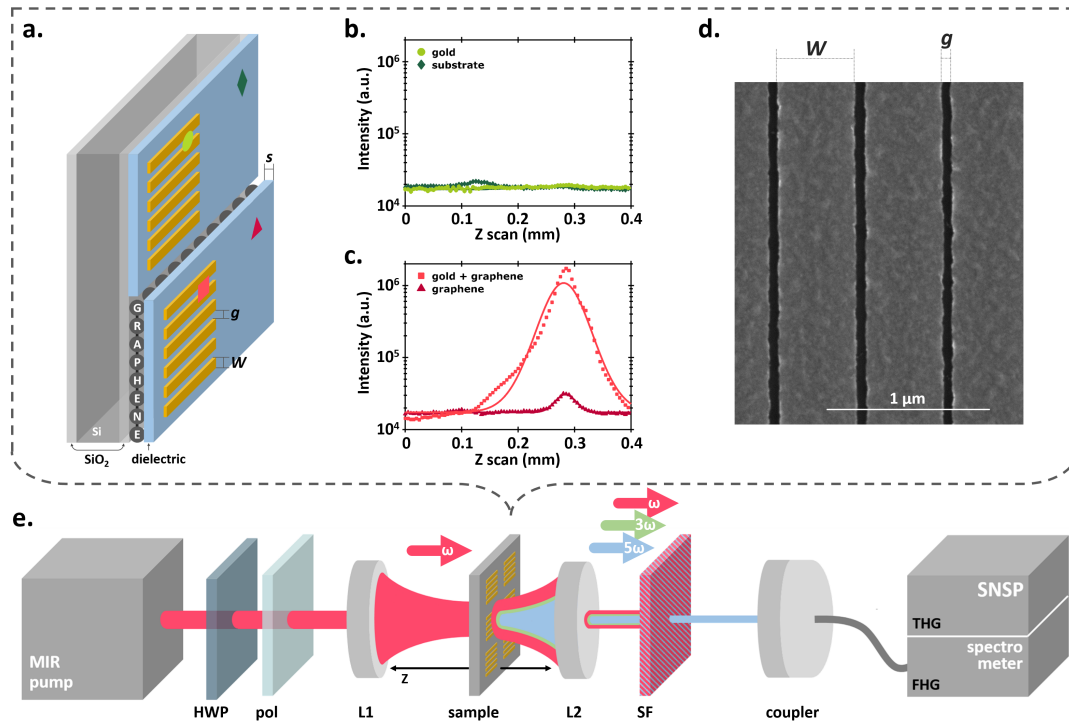 a.
s
g
W
G
R
A
P
H
E
N
E
Si
SiO₂
dielectric
b.
gold
substrate
Intensity (a.u.)
10⁶
10⁵
10⁴
0
0.1
0.2
0.3
0.4
Z scan (mm)
c.
gold + graphene
graphene
Intensity (a.u.)
10⁶
10⁵
10⁴
0
0.1
0.2
0.3
0.4
Z scan (mm)
d.
W
g
1 µm
e.
MIR
pump
HWP
pol
L1
ω
Z
sample
L2
ω
3ω
5ω
SF
coupler
SNSP
THG
spectro
meter
FHG